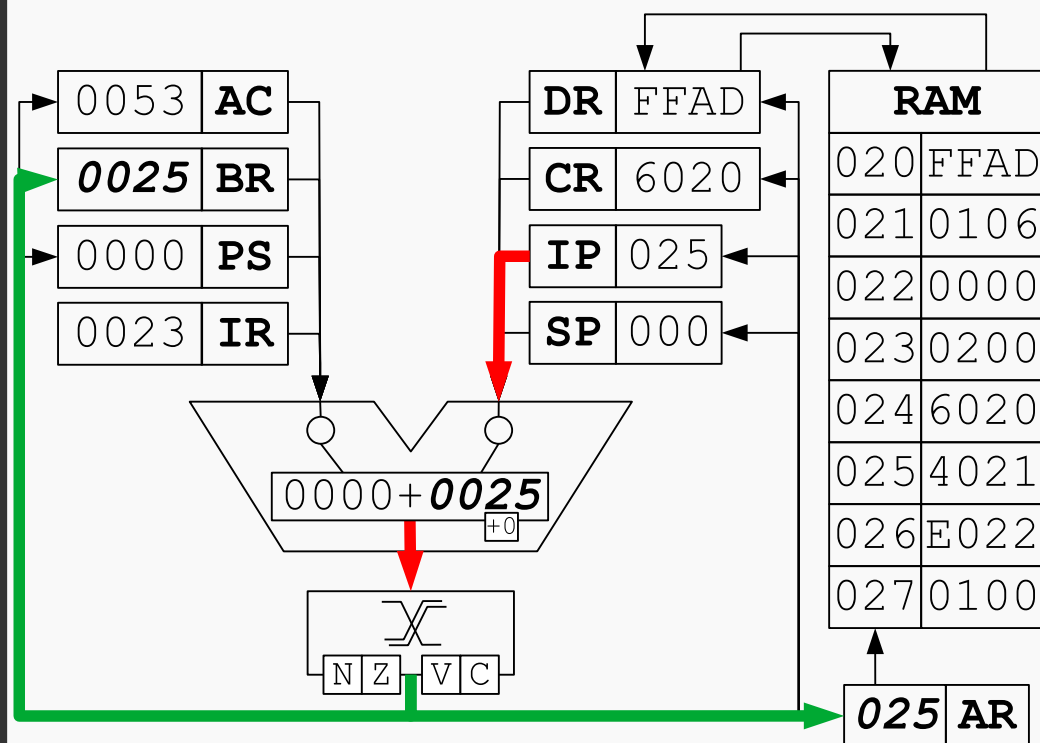 0053 AC
0025 BR
0000 PS
0023 IR
DR FFAD
CR 6020
IP 025
SP 000
RAM
020 FFAD
021 0106
022 0000
023 0200
024 6020
025 4021
026 E022
027 0100
0000+0025
+0
N Z V C
025 AR